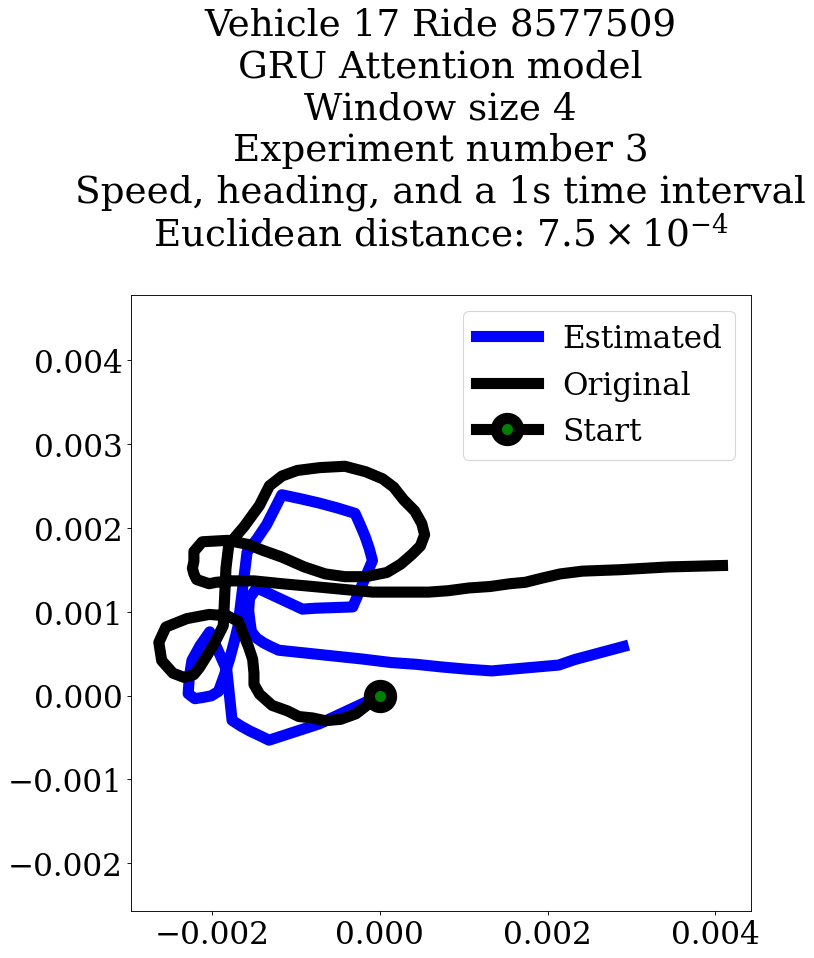 Vehicle 17 Ride 8577509
GRU Attention model
Window size 4
Experiment number 3
Speed, heading, and a 1s time interval
Euclidean distance: 7.5 × 10⁻⁴
Estimated
Original
Start
0.004
0.003
0.002
0.001
0.000
−0.001
−0.002
−0.002 0.000 0.002 0.004